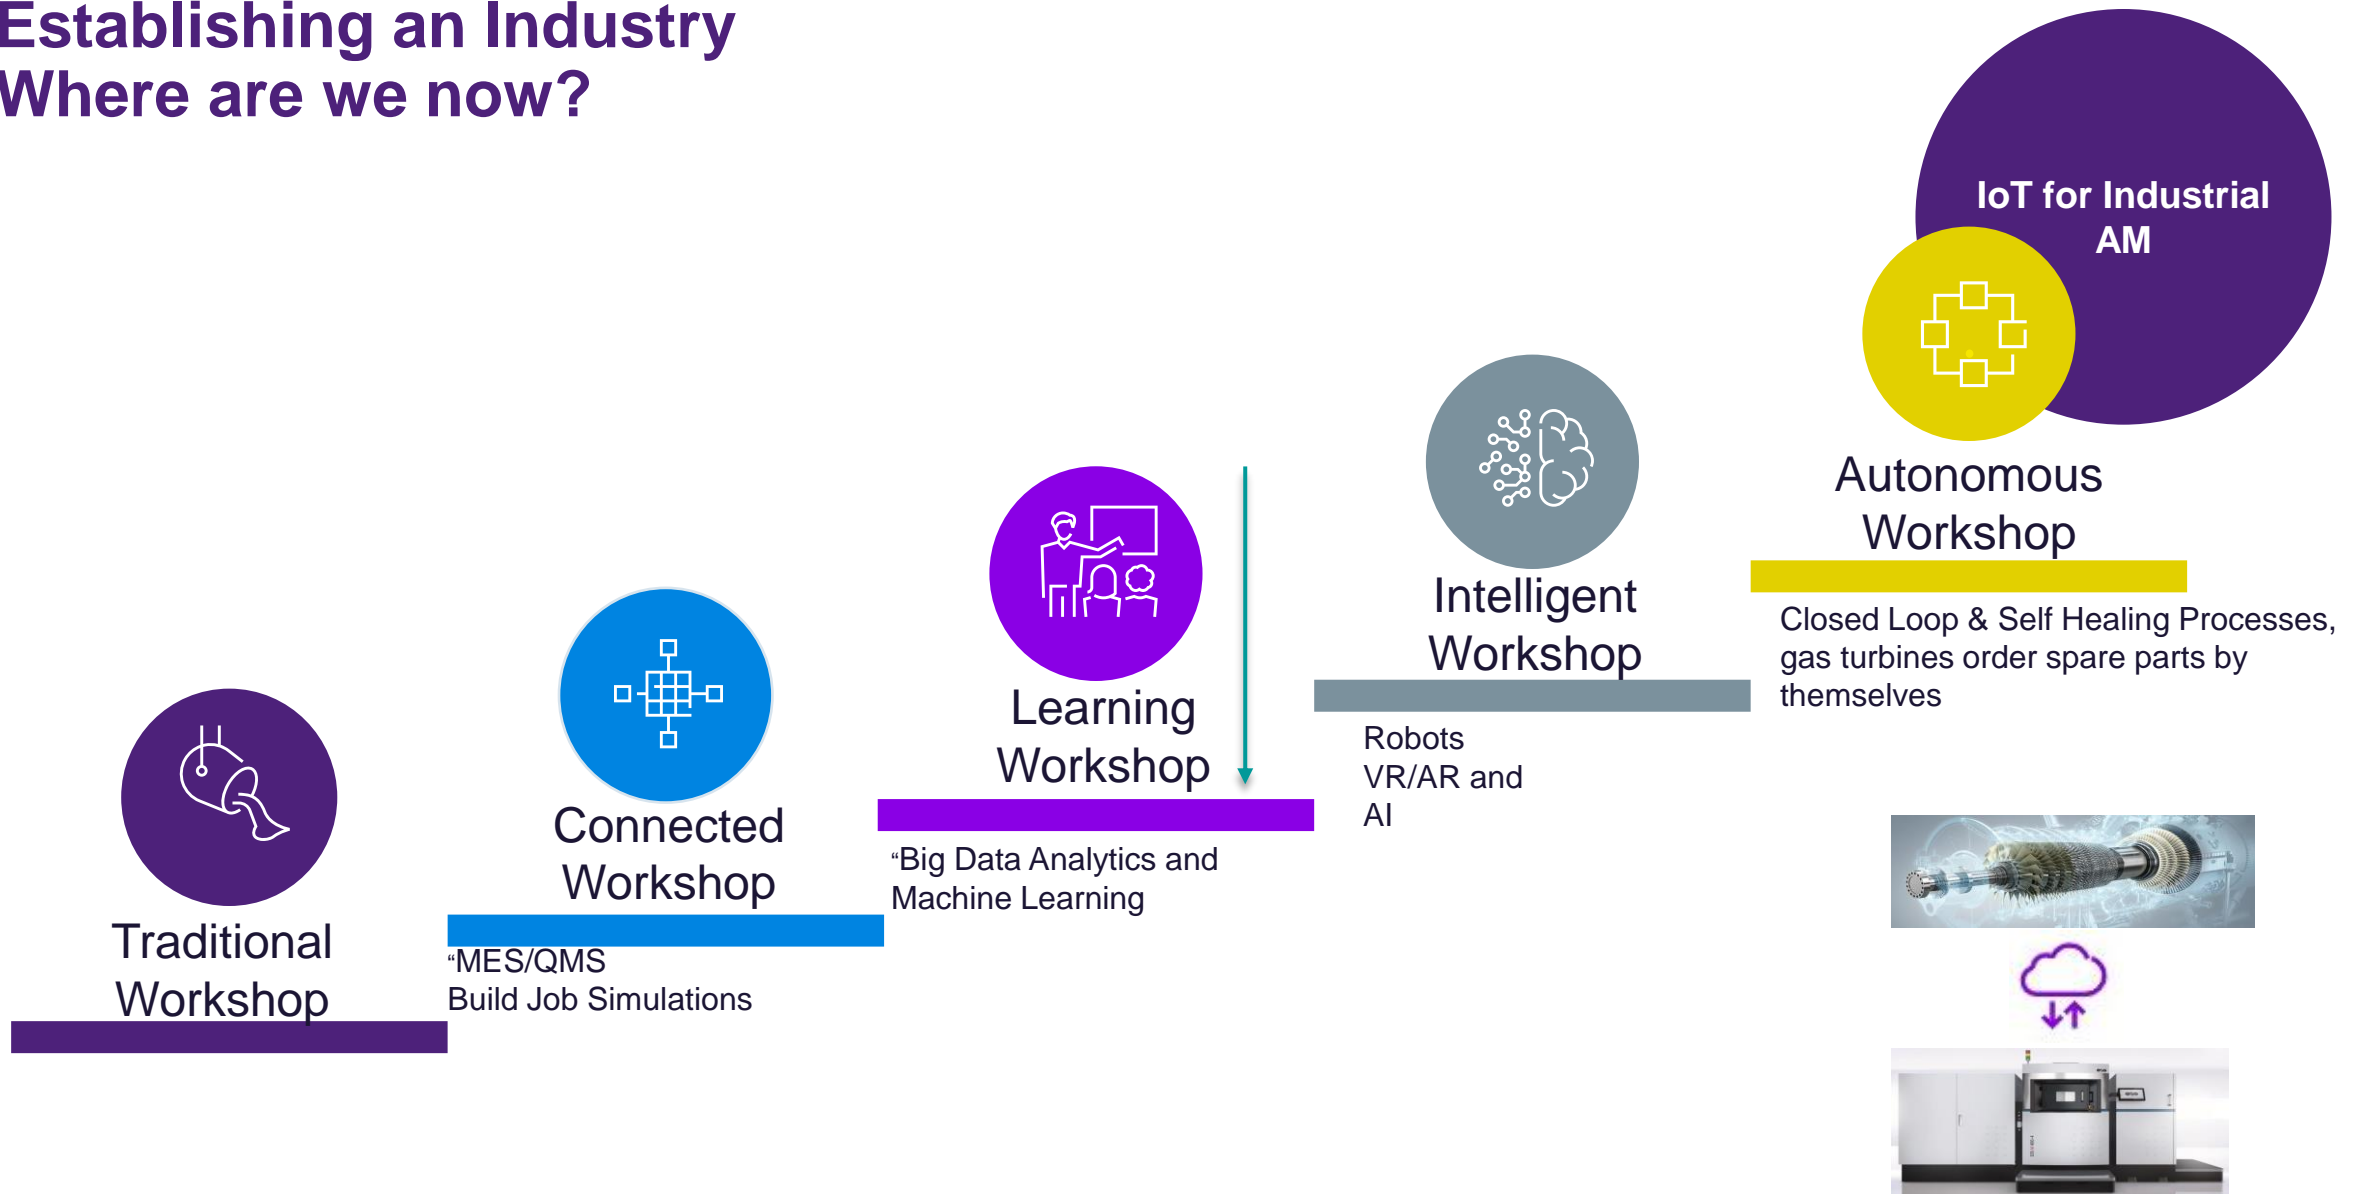 Establishing an Industry
Where are we now?
IoT for Industrial
AM
Autonomous
Workshop
Closed Loop & Self Healing Processes,
gas turbines order spare parts by
themselves
Intelligent
Workshop
Robots
VR/AR and
AI
Learning
Workshop
“Big Data Analytics and
Machine Learning
Connected
Workshop
“MES/QMS
Build Job Simulations
Traditional
Workshop